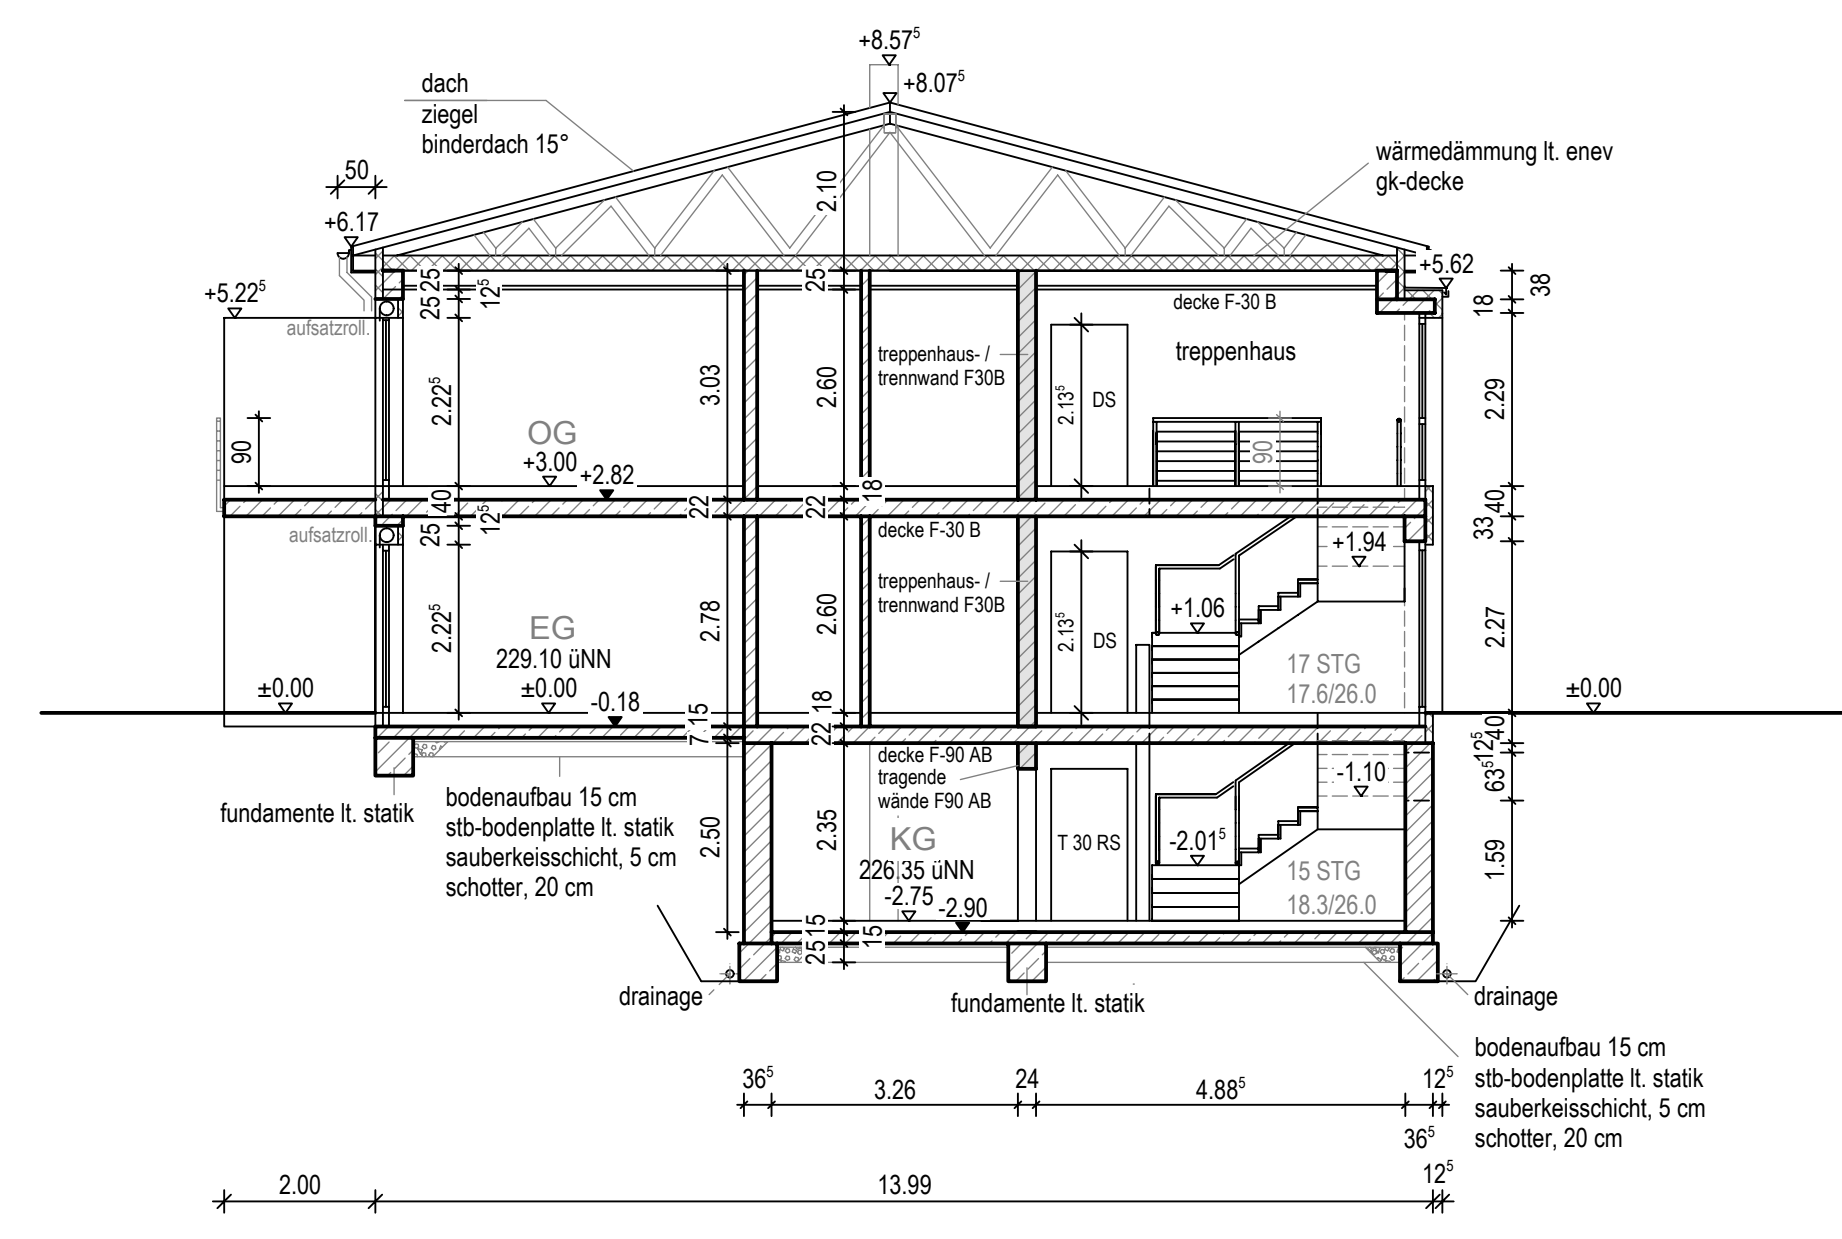 +8.57⁵
+8.07⁵
dach
ziegel
binderdach 15°
wärmedämmung lt. enev
gk-decke
50
2.10
+6.17
+5.62
+5.22⁵
25
12⁵
25
25
38
18
decke F-30 B
aufsatzroll.
treppenhaus
treppenhaus- /
trennwand F30B
2.22⁵
3.03
2.60
2.13⁵
DS
2.29
90
OG
+3.00
+2.82
90
40
12⁵
22
22
18
40
33
aufsatzroll.
25
decke F-30 B
+1.94
treppenhaus- /
trennwand F30B
2.22⁵
2.78
2.60
2.13⁵
DS
+1.06
2.27
EG
229.10 üNN
±0.00
±0.00
-0.18
17 STG
17.6/26.0
±0.00
15
7
18
22
40
12⁵
63⁵
decke F-90 AB
tragende
wände F90 AB
-1.10
fundamente lt. statik
bodenaufbau 15 cm
stb-bodenplatte lt. statik
sauberkeisschicht, 5 cm
schotter, 20 cm
2.50
2.35
KG
226.35 üNN
-2.75
-2.90
T 30 RS
-2.01⁵
15 STG
18.3/26.0
1.59
15
25
15
drainage
fundamente lt. statik
drainage
bodenaufbau 15 cm
stb-bodenplatte lt. statik
sauberkeisschicht, 5 cm
schotter, 20 cm
36⁵
3.26
24
4.88⁵
12⁵
36⁵
2.00
13.99
12⁵